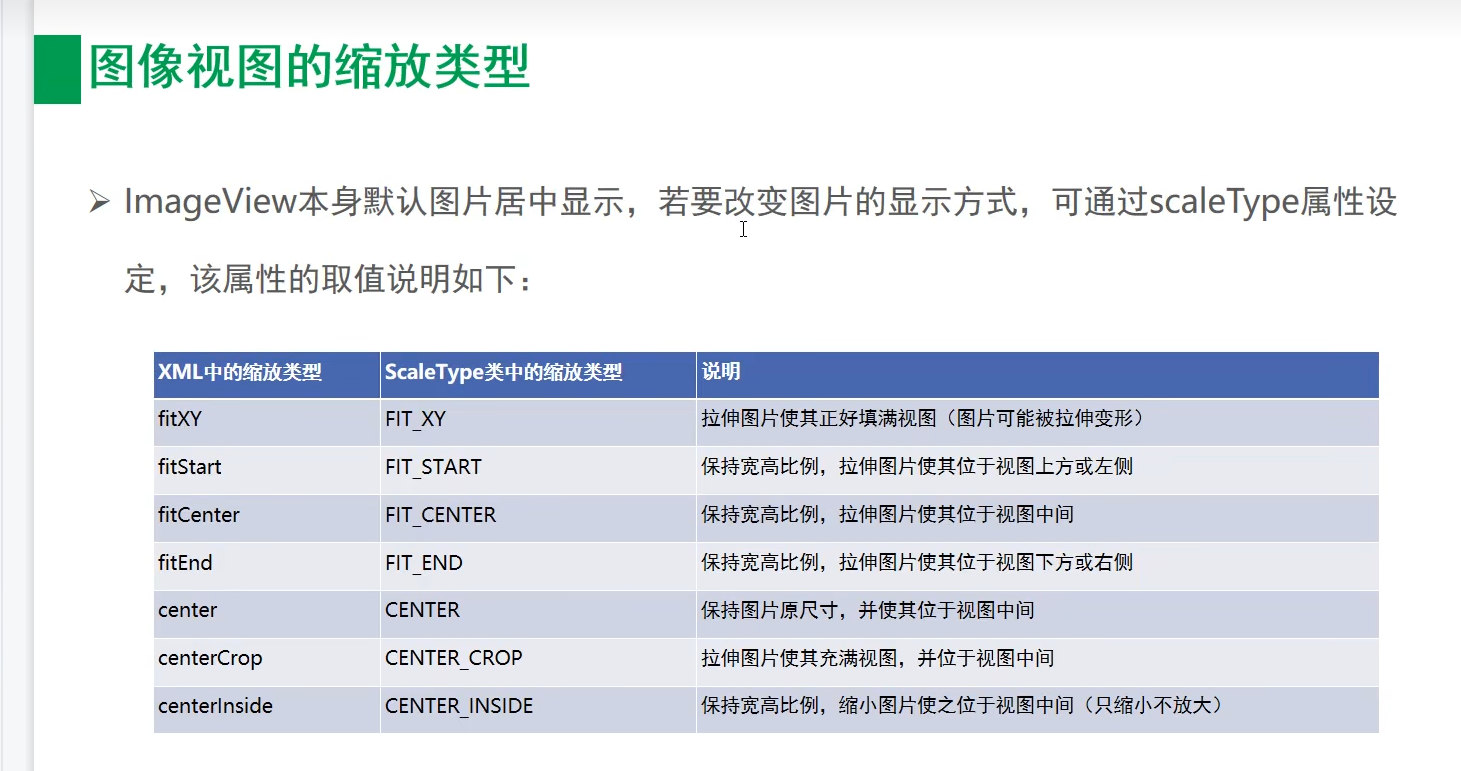 图像视图的缩放类型
ImageView本身默认图片居中显示，若要改变图片的显示方式，可通过scaleType属性设
定，该属性的取值说明如下：
XML中的缩放类型 ScaleType类中的缩放类型 说明
fitXY FIT_XY 拉伸图片使其正好填满视图（图片可能被拉伸变形）
fitStart FIT_START 保持宽高比例，拉伸图片使其位于视图上方或左侧
fitCenter FIT_CENTER 保持宽高比例，拉伸图片使其位于视图中间
fitEnd FIT_END 保持宽高比例，拉伸图片使其位于视图下方或右侧
center CENTER 保持图片原尺寸，并使其位于视图中间
centerCrop CENTER_CROP 拉伸图片使其充满视图，并位于视图中间
centerInside CENTER_INSIDE 保持宽高比例，缩小图片使之位于视图中间（只缩小不放大）